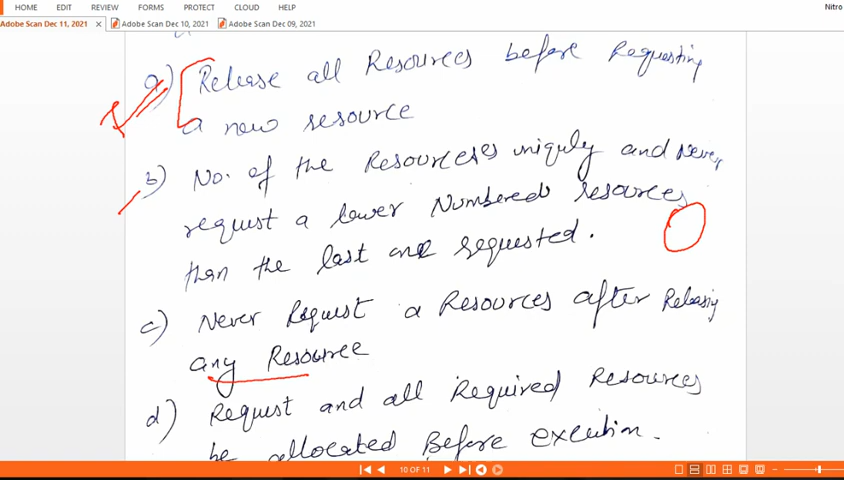 HOME EDIT REVIEW FORMS PROTECT CLOUD HELP Nitro
Adobe Scan Dec 11, 2021 × Adobe Scan Dec 10, 2021 Adobe Scan Dec 09, 2021
a) Release all Resources before Requesting
a new resource
b) No. of the Resourceses uniquly and Never
request a lower Numbered resources
than the last one requested.
c) Never Request a Resources after Releasing
any Resource
d) Request and all Required Resources
be allocated Before execution.
10 OF 11